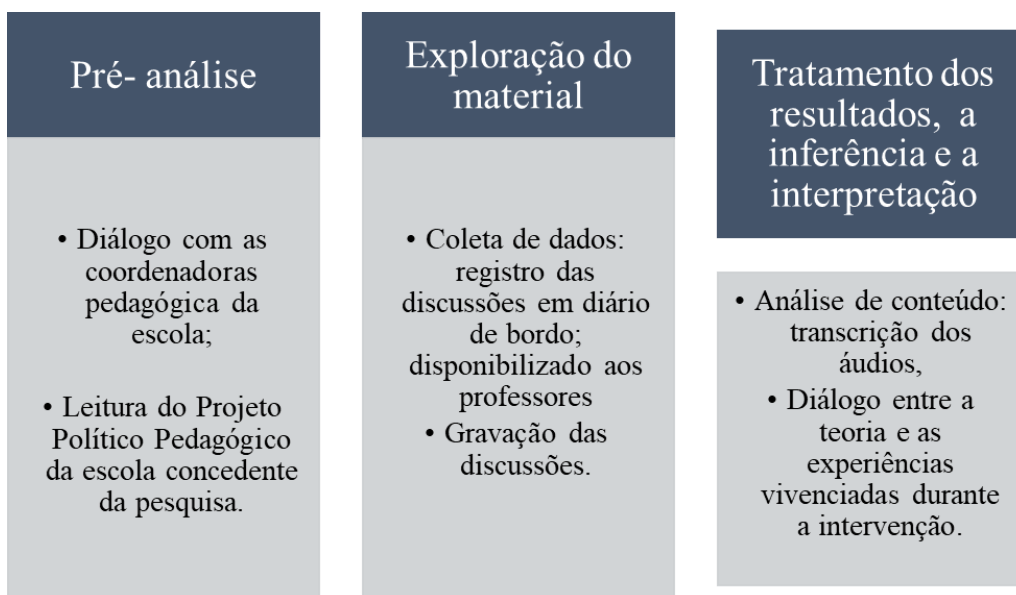 Pré- análise
• Diálogo com as
coordenadoras
pedagógica da
escola;
• Leitura do Projeto
Político Pedagógico
da escola concedente
da pesquisa.
Exploração do
material
• Coleta de dados:
registro das
discussões em diário
de bordo;
disponibilizado aos
professores
• Gravação das
discussões.
Tratamento dos
resultados, a
inferência e a
interpretação
• Análise de conteúdo:
transcrição dos
áudios,
• Diálogo entre a
teoria e as
experiências
vivenciadas durante
a intervenção.